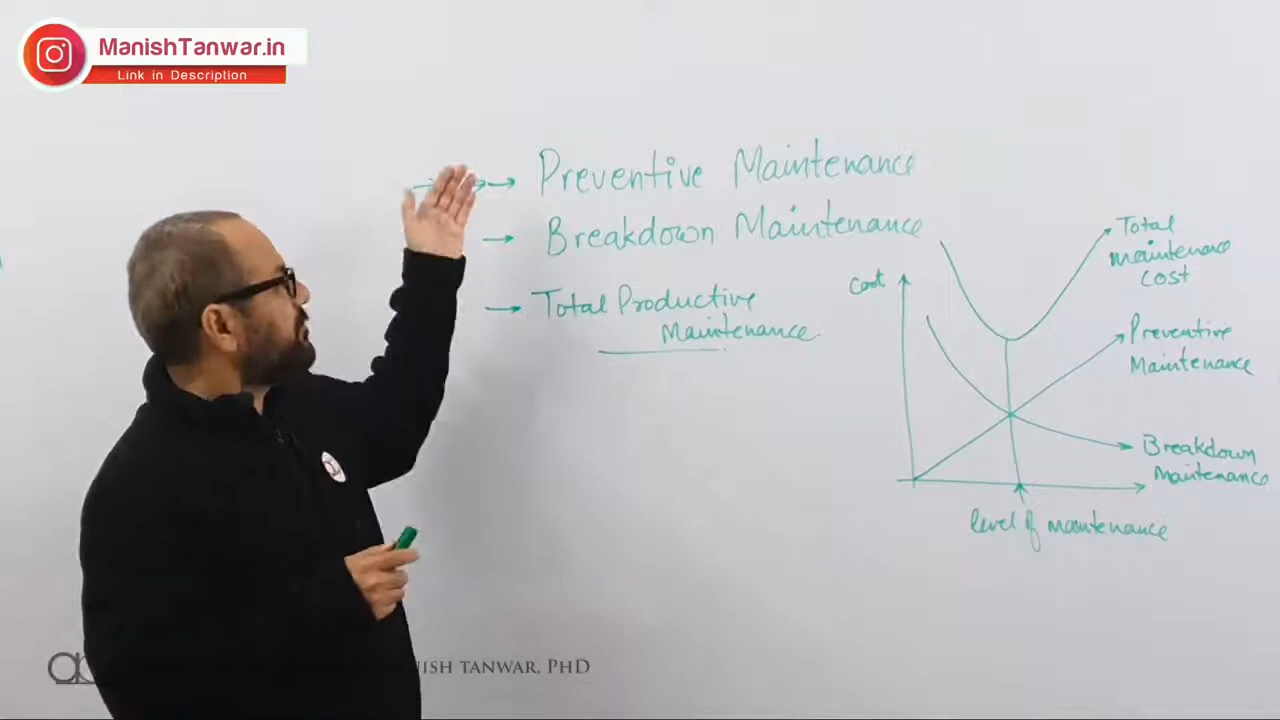 ManishTanwar.in
Link in Description
Preventive Maintenance
Breakdown Maintenance
Total Productive
Maintenance
Cost
Total
maintenance
cost
Preventive
Maintenance
Breakdown
Maintenance
level of maintenance
TANWAR, PHD